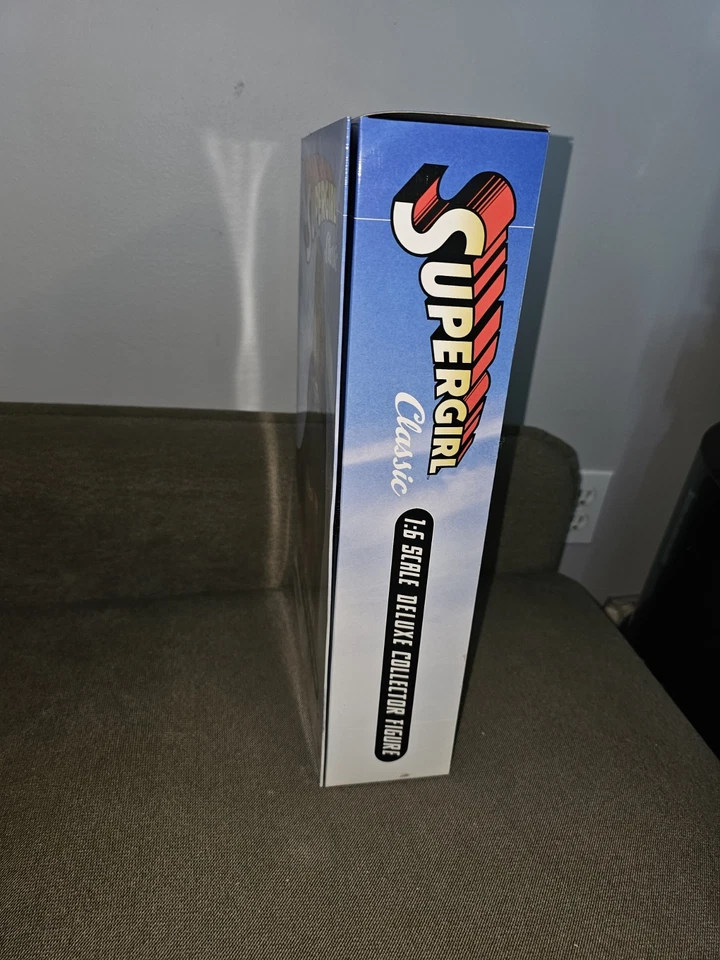 SUPERGIRL
Classic
1:6 SCALE DELUXE COLLECTOR FIGURE